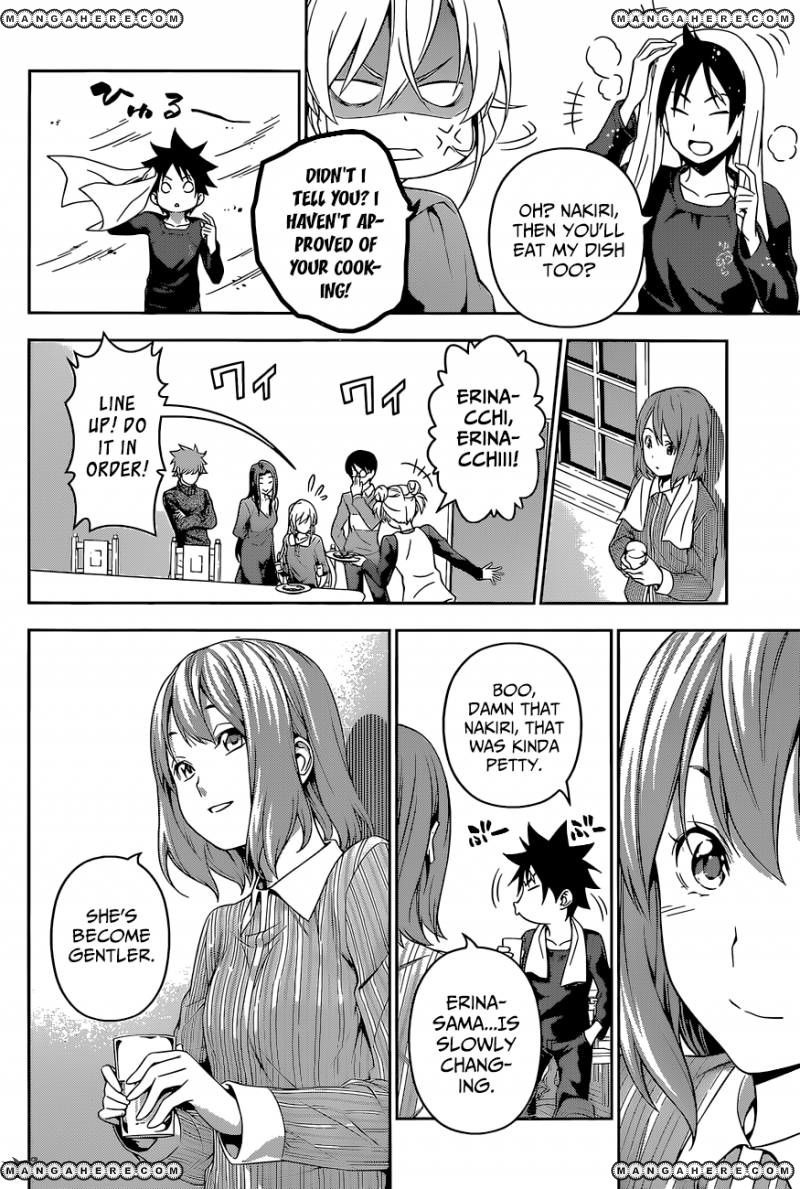 MANGAHERE.COM
MANGAHERE.COM
OH? NAKIRI,
THEN YOU'LL
EAT MY DISH
TOO?
DIDN'T I
TELL YOU? I
HAVEN'T AP-
PROVED OF
YOUR COOK-
ING!
ひゅるー
ERINA-
CCHI,
ERINA-
CCHIII!
ワイ
ワイ
LINE
UP! DO
IT IN
ORDER!
BOO,
DAMN THAT
NAKIRI, THAT
WAS KINDA
PETTY.
ぶー
ぶー
ERINA-
SAMA...IS
SLOWLY
CHANG-
ING.
SHE'S
BECOME
GENTLER.
MANGAHERE.COM
MANGAHERE.COM